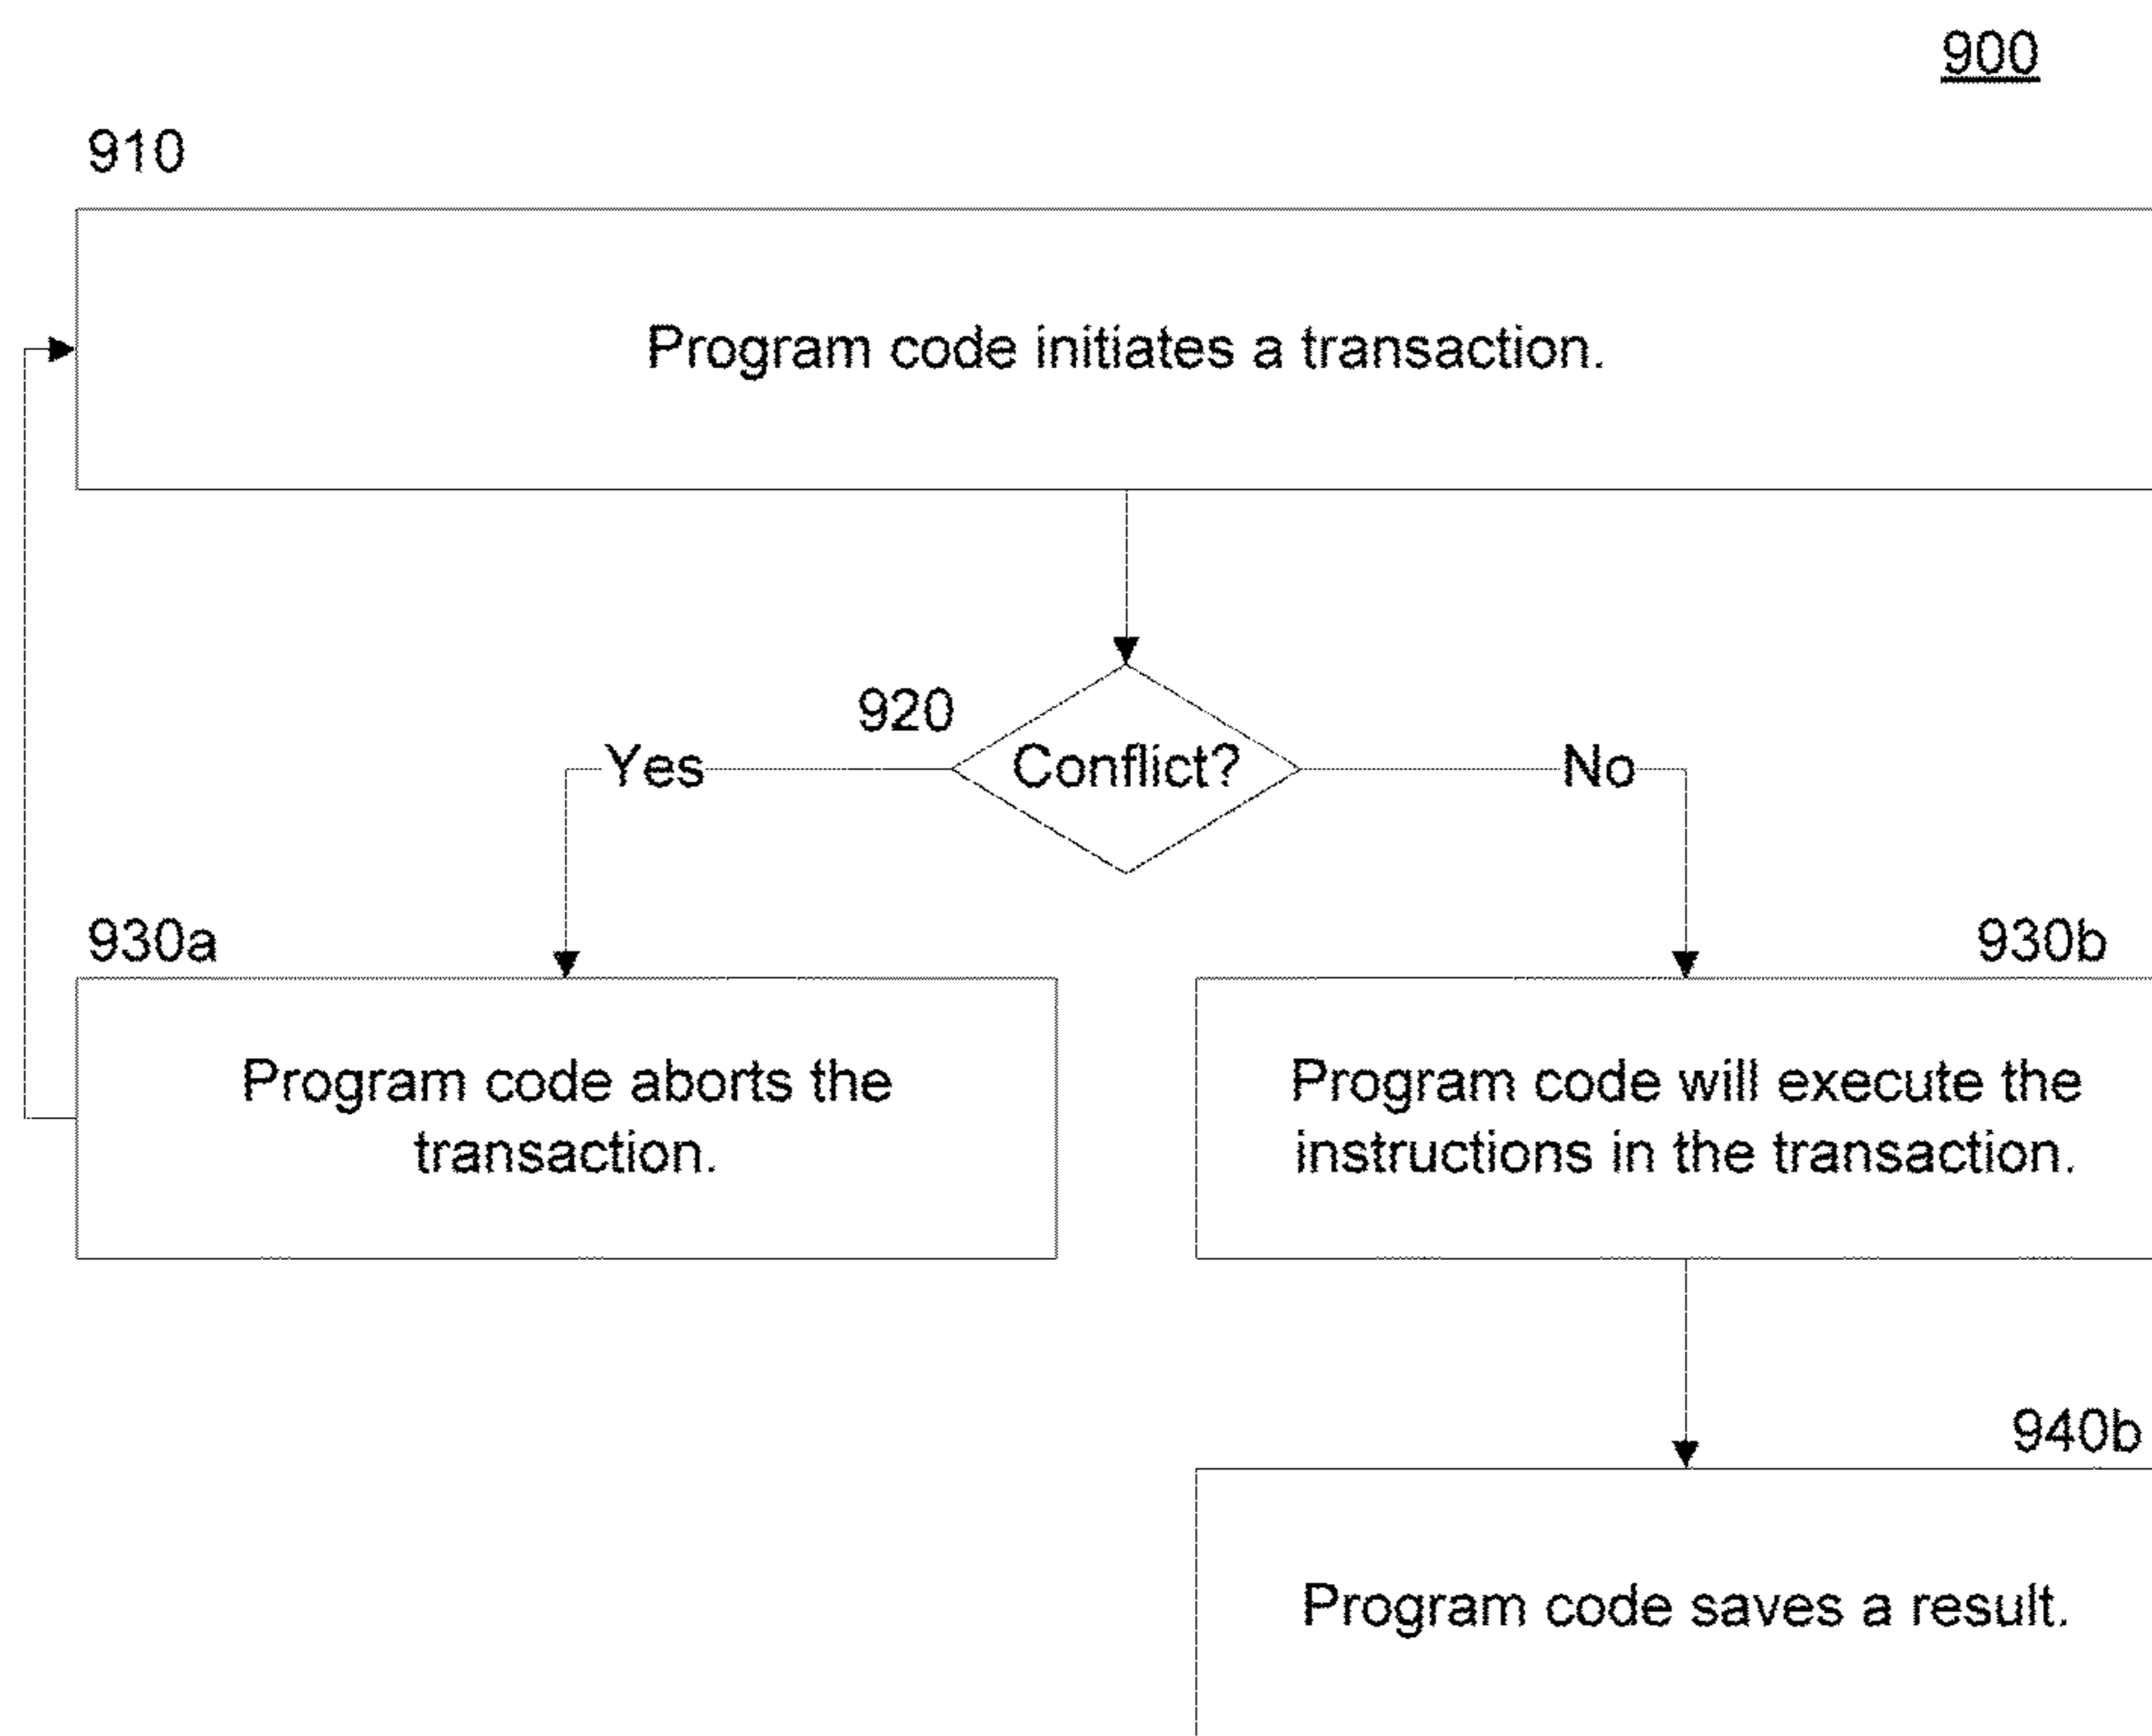 900
910
Program code initiates a transaction.
920
Yes
Conflict?
No
930a
930b
Program code aborts the
transaction.
Program code will execute the
instructions in the transaction.
940b
Program code saves a result.